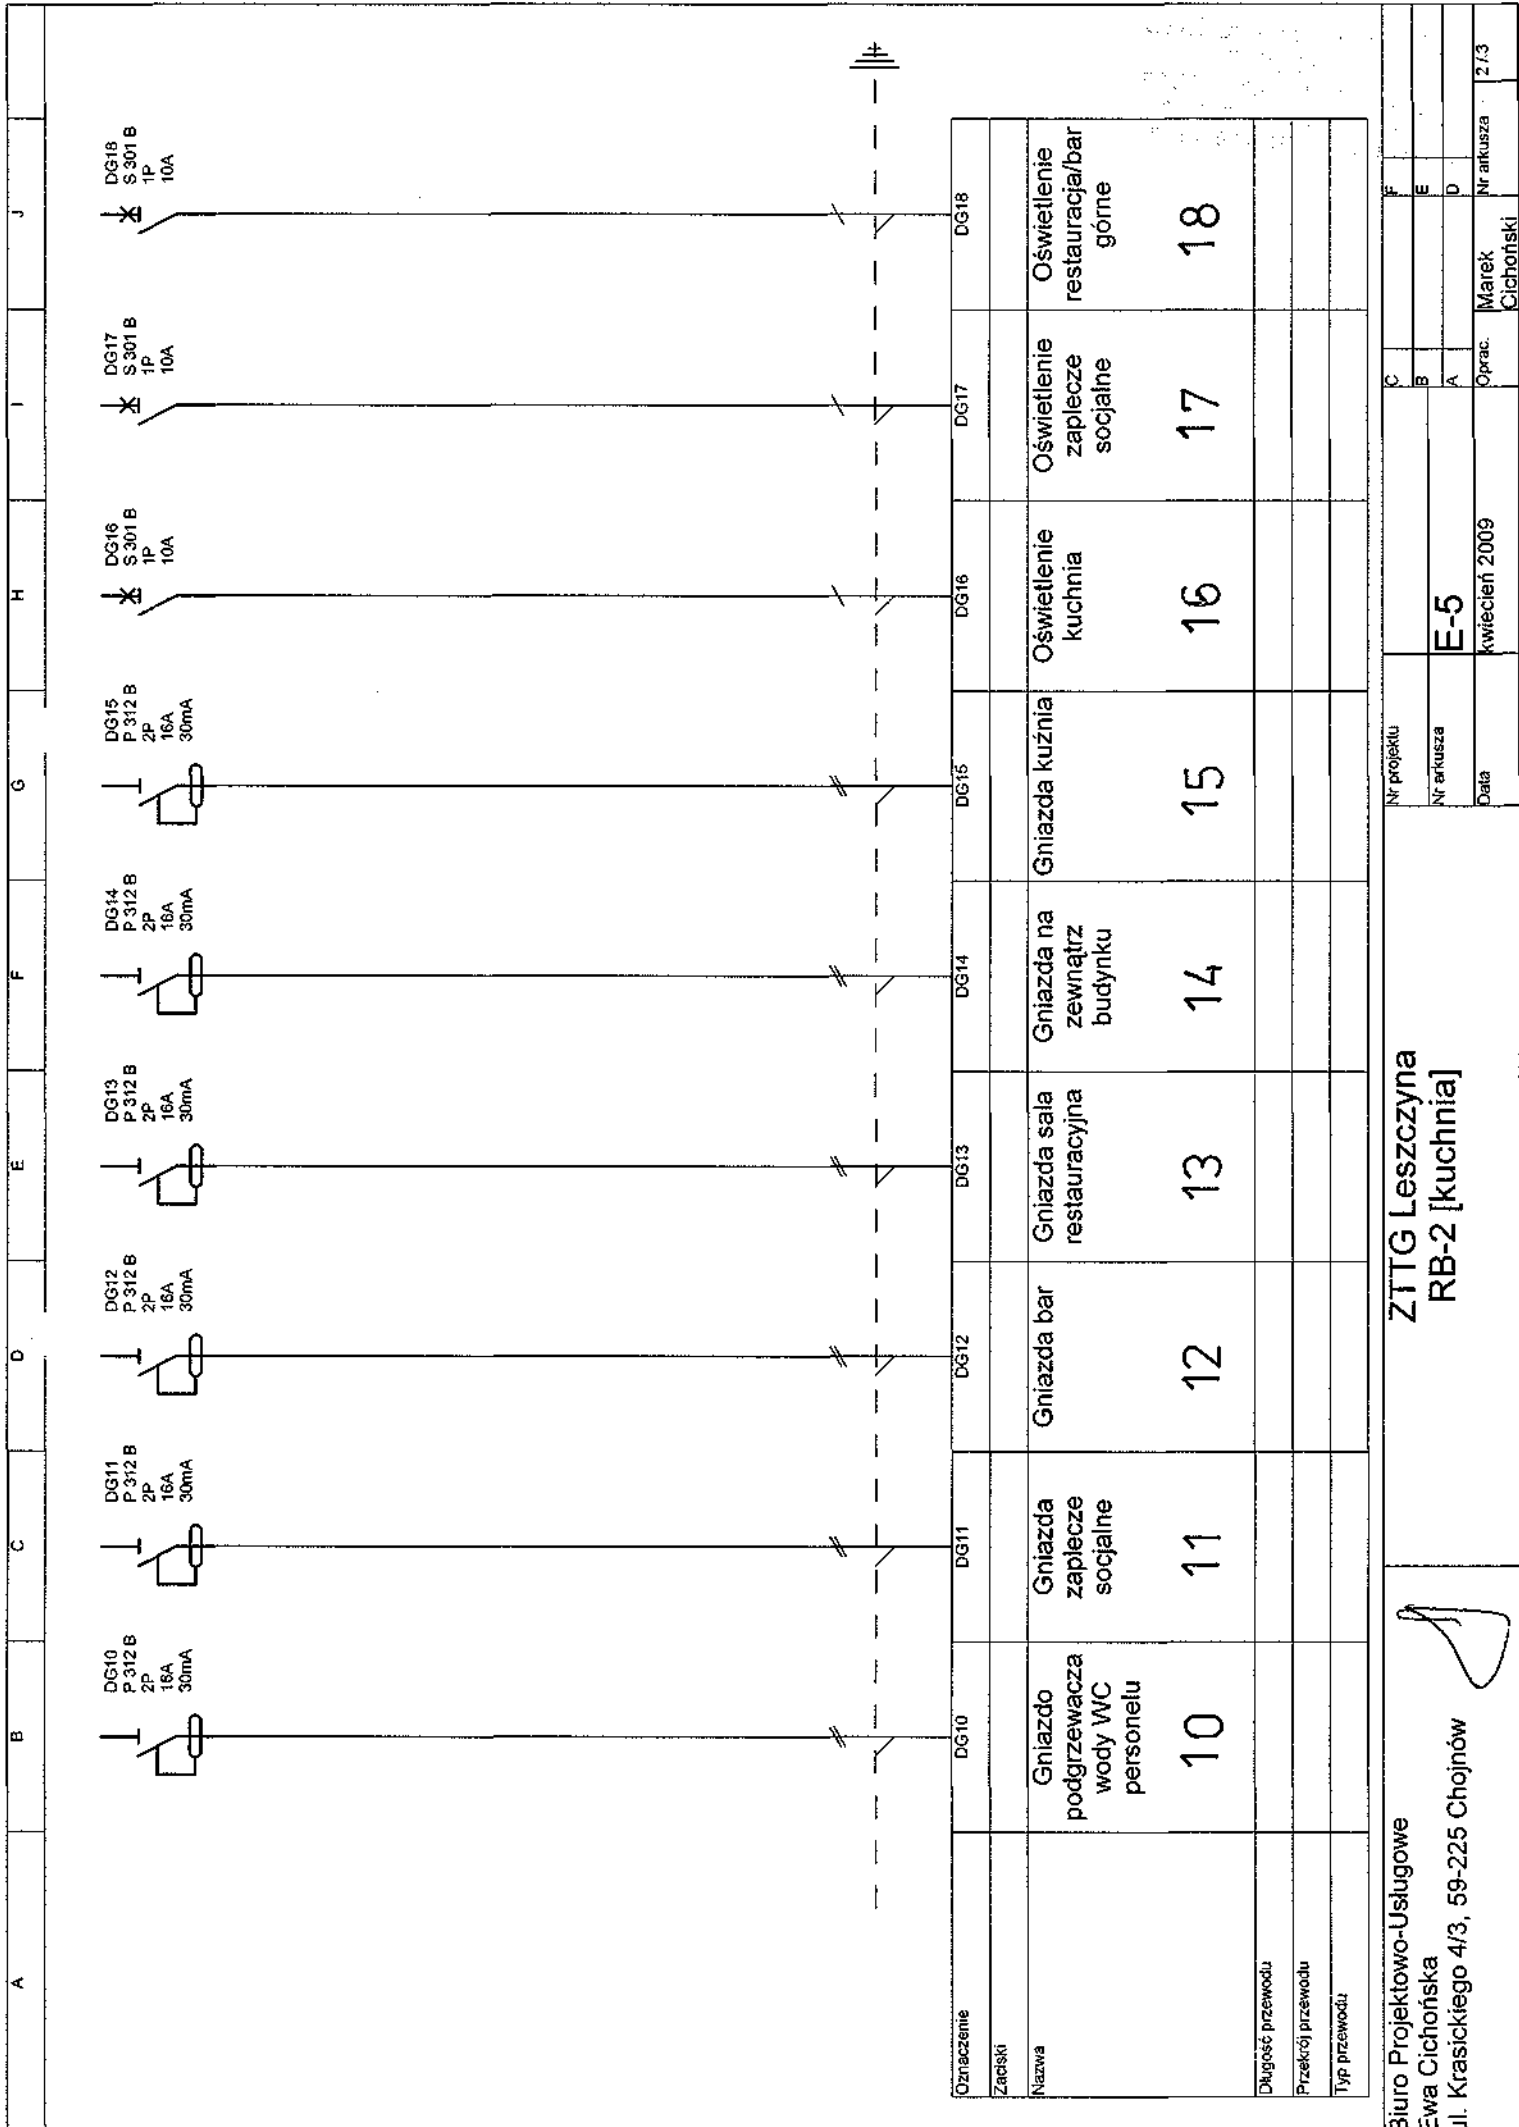 A
B
C
D
E
F
G
H
I
J
DG10
P 312 B
2P
16A
30mA
DG11
P 312 B
2P
16A
30mA
DG12
P 312 B
2P
16A
30mA
DG13
P 312 B
2P
16A
30mA
DG14
P 312 B
2P
16A
30mA
DG15
P 312 B
2P
16A
30mA
DG16
S 301 B
1P
10A
DG17
S 301 B
1P
10A
DG18
S 301 B
1P
10A
Oznaczenie
DG10
DG11
DG12
DG13
DG14
DG15
DG16
DG17
DG18
Zaciski
Nazwa
Gniazdo
podgrzewacza
wody WC
personelu
10
Gniazda
zaplecze
socjalne
11
Gniazda bar
12
Gniazda sala
restauracyjna
13
Gniazda na
zewnątrz
budynku
14
Gniazda kuźnia
15
Oświetlenie
kuchnia
16
Oświetlenie
zaplecze
socjalne
17
Oświetlenie
restauracja/bar
górne
18
Długość przewodu
Przekrój przewodu
Typ przewodu
Biuro Projektowo-Usługowe
Ewa Cichońska
ul. Krasickiego 4/3, 59-225 Chojnów
ZTTG Leszczyna
RB-2 [kuchnia]
Nr projektu
Nr arkusza
E-5
Data
kwiecień 2009
C
F
B
E
A
D
Oprac.
Marek
Cichoński
Nr arkusza
2 / 3